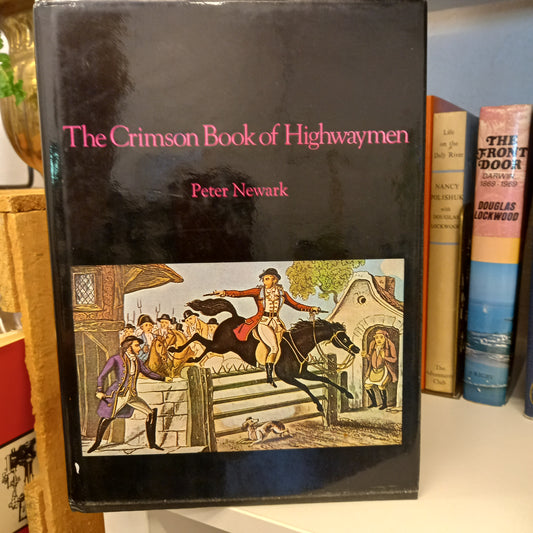 The Crimson Book of Highwaymen
Peter Newark
Life
on the
Daly River
NANCY
POLISHUK
with
DOUGLAS
LOCKWOOD
The
Adventurers
Club
THE
FRONT
DOOR
DARWIN
1869-1969
DOUGLAS
LOCKWOOD
RIGBY